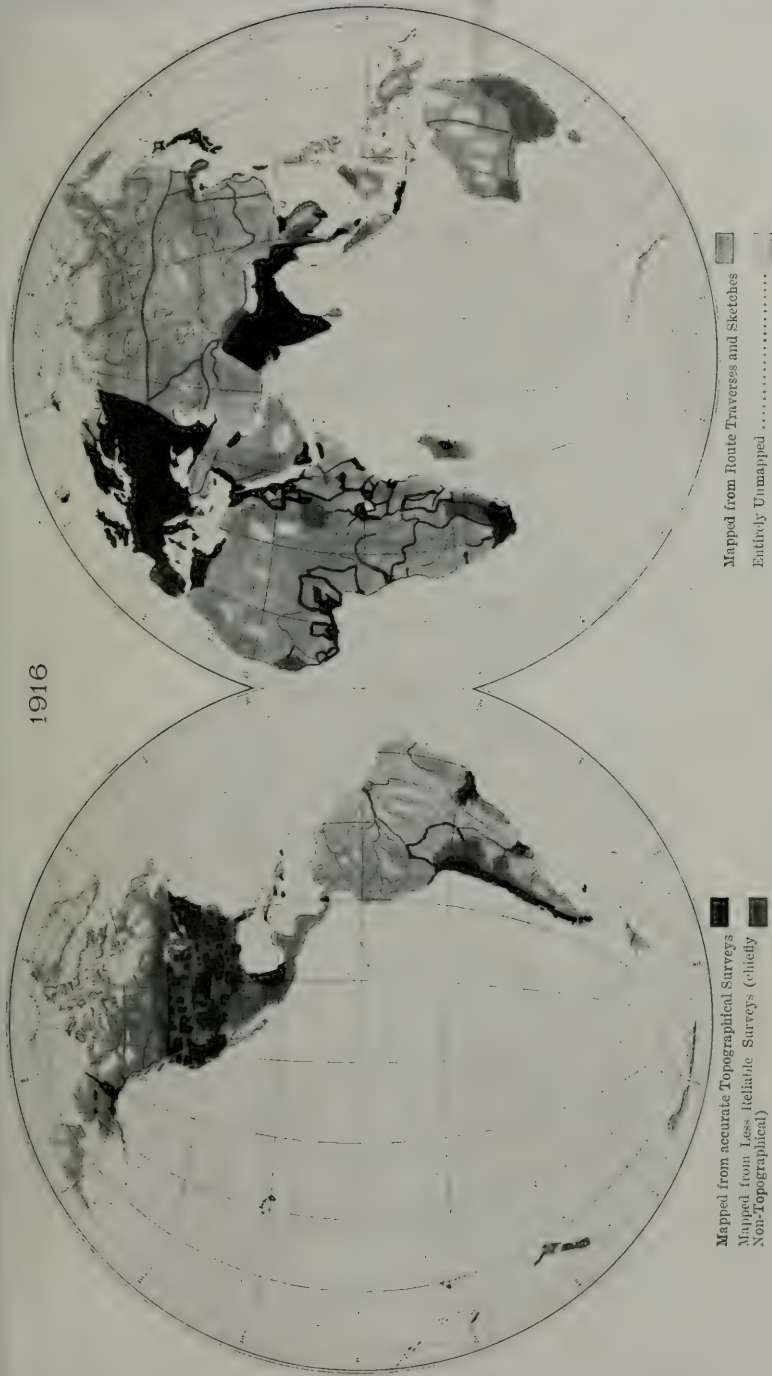 1916
Mapped from accurate Topographical Surveys
Mapped from Less Reliable Surveys (chiefly
Non-Topographical)
Mapped from Route Traverses and Sketches
Entirely Unmapped ................